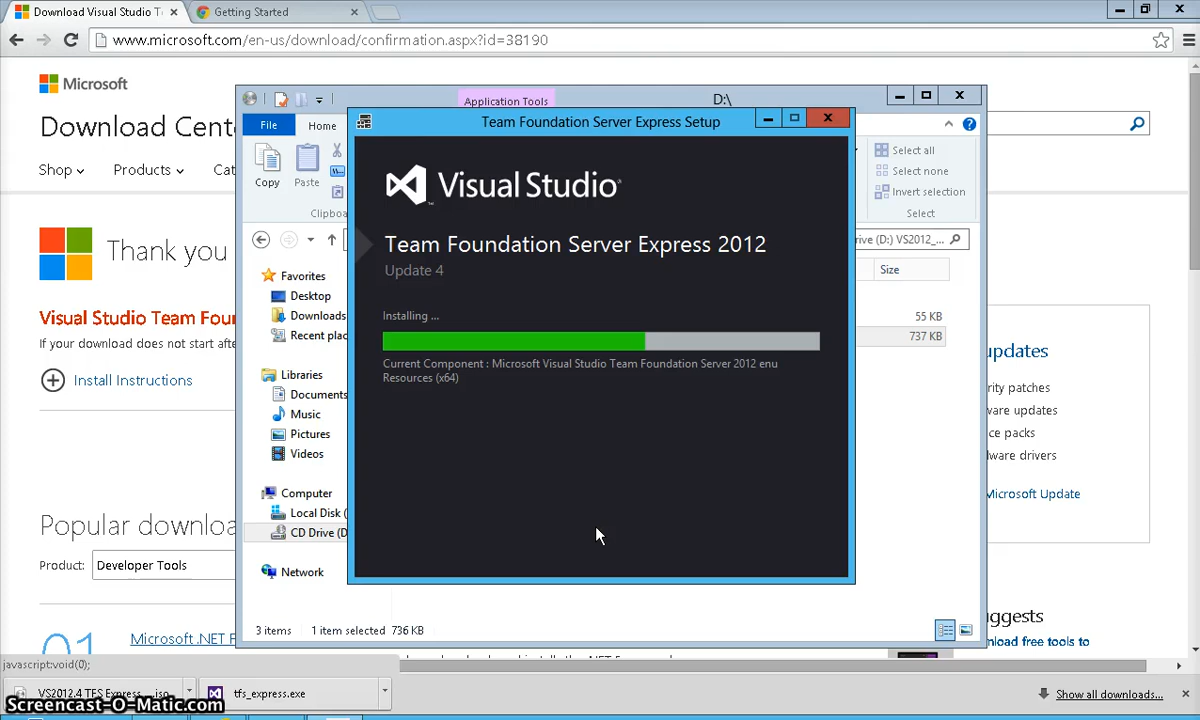 Download Visual Studio T
Getting Started
www.microsoft.com/en-us/download/confirmation.aspx?id=38190
Microsoft
Download Cent
Shop
Products
Cat
Thank you
Visual Studio Team Four
If your download does not start afte
Install Instructions
Popular downloa
Product:
Developer Tools
01
Microsoft .NET F
javascript:void(0);
VS2012.4 TFS Express ....iso
tfs_express.exe
Show all downloads...
Screencast-O-Matic.com
Application Tools
D:\
File
Home
Copy
Paste
Clipboa
Select all
Select none
Invert selection
Select
rive (D:) VS2012_...
Size
55 KB
737 KB
Favorites
Desktop
Downloads
Recent plac
Libraries
Documents
Music
Pictures
Videos
Computer
Local Disk (
CD Drive (D
Network
3 items
1 item selected 736 KB
Team Foundation Server Express Setup
Visual Studio
Team Foundation Server Express 2012
Update 4
Installing ...
Current Component : Microsoft Visual Studio Team Foundation Server 2012 enu
Resources (x64)
updates
rity patches
ware updates
ce packs
dware drivers
Microsoft Update
ggests
nload free tools to